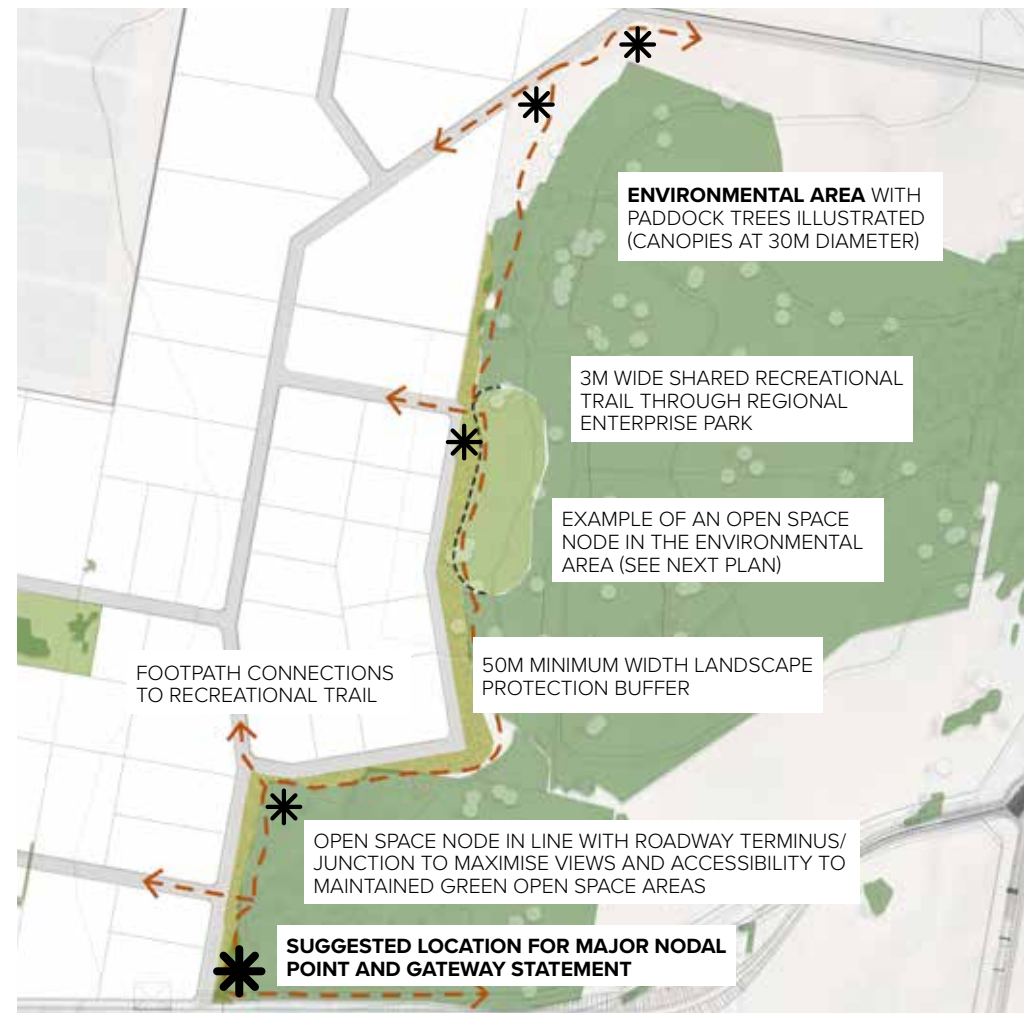 ENVIRONMENTAL AREA WITH
PADDOCK TREES ILLUSTRATED
(CANOPIES AT 30M DIAMETER)
3M WIDE SHARED RECREATIONAL
TRAIL THROUGH REGIONAL
ENTERPRISE PARK
EXAMPLE OF AN OPEN SPACE
NODE IN THE ENVIRONMENTAL
AREA (SEE NEXT PLAN)
FOOTPATH CONNECTIONS
TO RECREATIONAL TRAIL
50M MINIMUM WIDTH LANDSCAPE
PROTECTION BUFFER
OPEN SPACE NODE IN LINE WITH ROADWAY TERMINUS/
JUNCTION TO MAXIMISE VIEWS AND ACCESSIBILITY TO
MAINTAINED GREEN OPEN SPACE AREAS
SUGGESTED LOCATION FOR MAJOR NODAL
POINT AND GATEWAY STATEMENT